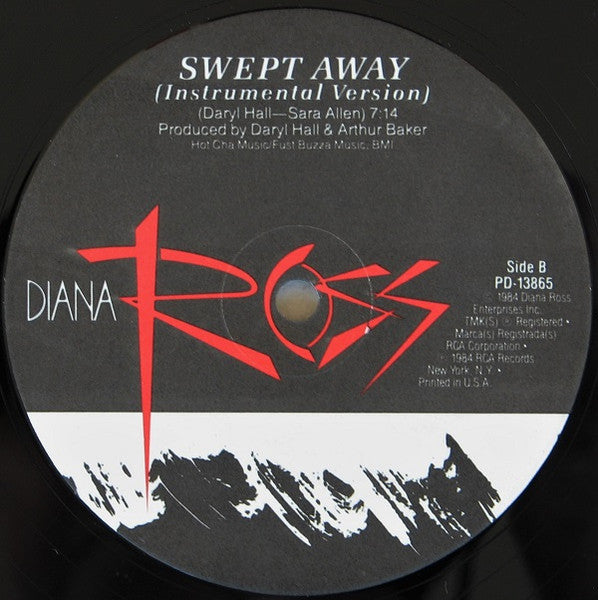 SWEPT AWAY
(Instrumental Version)
(Daryl Hall—Sara Allen) 7:14
Produced by Daryl Hall & Arthur Baker
Hot Cha Music/Fust Buzza Music, BMI
DIANA ROSS
Side B
PD-13865
© 1984 Diana Ross
Enterprises Inc.
TMK(S) ® Registered •
Marca(s) Registrada(s)
RCA Corporation •
℗ 1984 RCA Records
New York, N.Y. •
Printed in U.S.A.